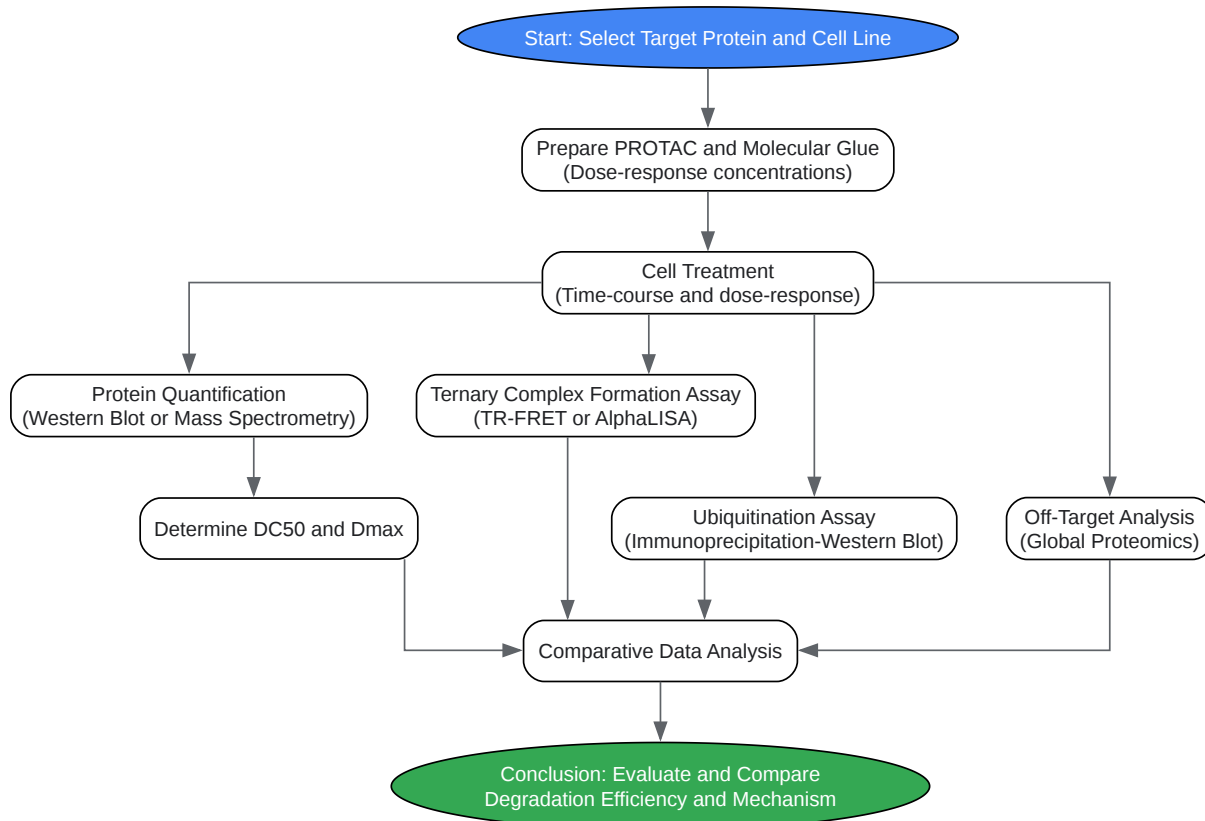 Start: Select Target Protein and Cell Line
Prepare PROTAC and Molecular Glue
(Dose-response concentrations)
Cell Treatment
(Time-course and dose-response)
Protein Quantification
(Western Blot or Mass Spectrometry)
Ternary Complex Formation Assay
(TR-FRET or AlphaLISA)
Determine DC50 and Dmax
Ubiquitination Assay
(Immunoprecipitation-Western Blot)
Off-Target Analysis
(Global Proteomics)
Comparative Data Analysis
Conclusion: Evaluate and Compare
Degradation Efficiency and Mechanism